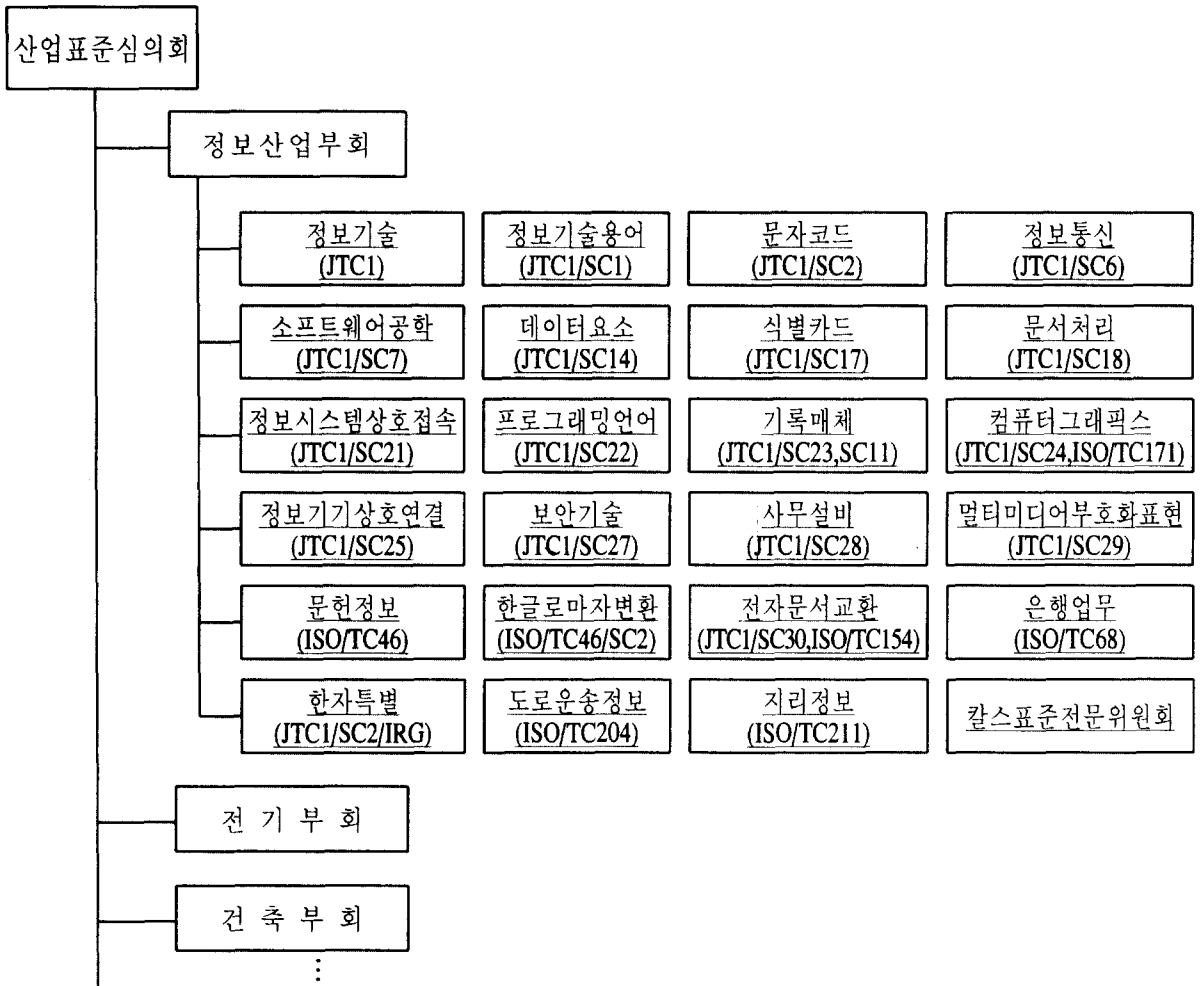 산업표준심의회
정보산업부회
정보기술
(JTC1)
정보기술용어
(JTC1/SC1)
문자코드
(JTC1/SC2)
정보통신
(JTC1/SC6)
소프트웨어공학
(JTC1/SC7)
데이터요소
(JTC1/SC14)
식별카드
(JTC1/SC17)
문서처리
(JTC1/SC18)
정보시스템상호접속
(JTC1/SC21)
프로그래밍언어
(JTC1/SC22)
기록매체
(JTC1/SC23,SC11)
컴퓨터그래픽스
(JTC1/SC24,ISO/TC171)
정보기기상호연결
(JTC1/SC25)
보안기술
(JTC1/SC27)
사무설비
(JTC1/SC28)
멀티미디어부호화표현
(JTC1/SC29)
문헌정보
(ISO/TC46)
한글로마자변환
(ISO/TC46/SC2)
전자문서교환
(JTC1/SC30,ISO/TC154)
은행업무
(ISO/TC68)
한자특별
(JTC1/SC2/IRG)
도로운송정보
(ISO/TC204)
지리정보
(ISO/TC211)
칼스표준전문위원회
전 기 부 회
건 축 부 회
⋮